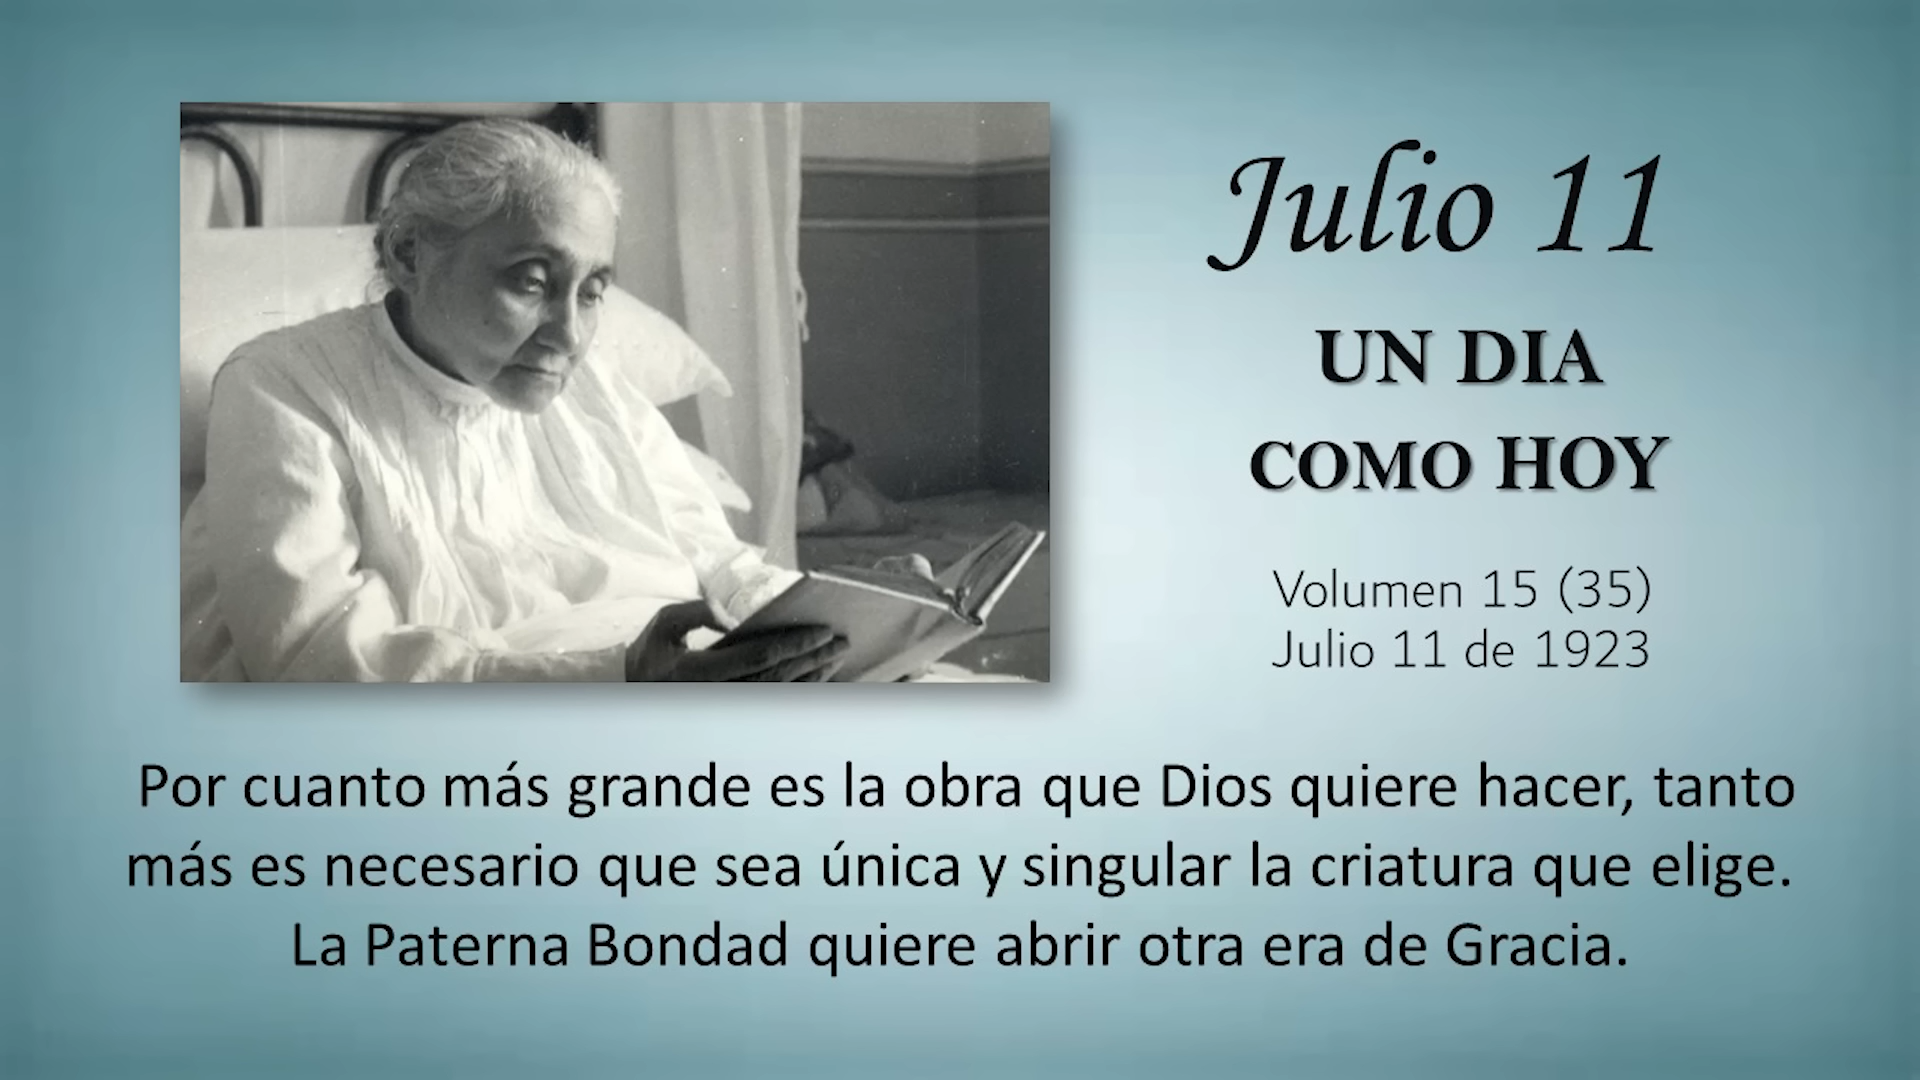 Julio 11
UN DIA
COMO HOY
Volumen 15 (35)
Julio 11 de 1923
Por cuanto más grande es la obra que Dios quiere hacer, tanto
más es necesario que sea única y singular la criatura que elige.
La Paterna Bondad quiere abrir otra era de Gracia.